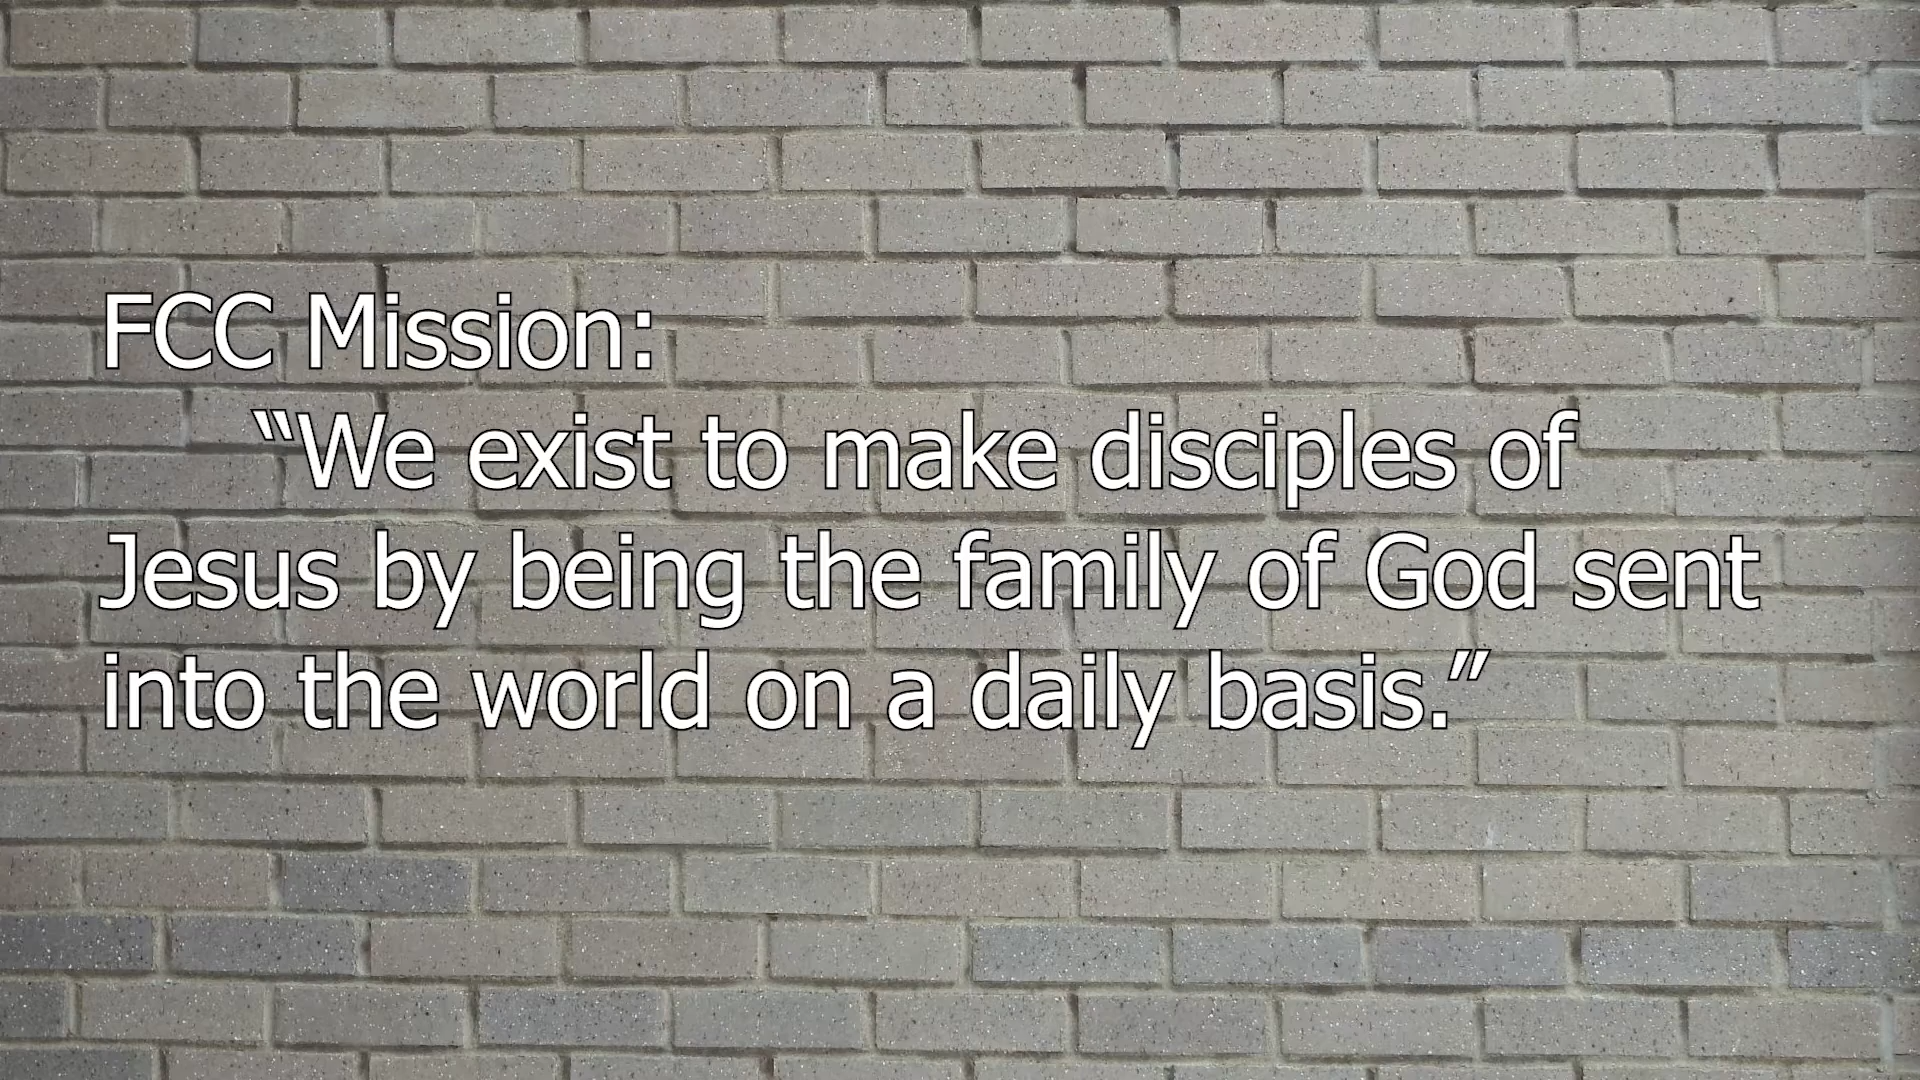 FCC Mission:
“We exist to make disciples of
Jesus by being the family of God sent
into the world on a daily basis.”